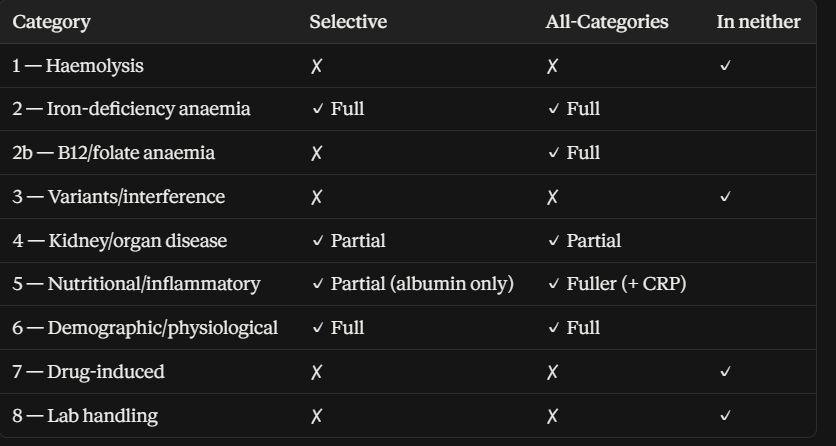 Category Selective All-Categories In neither
1 — Haemolysis ✗ ✗ ✓
2 — Iron-deficiency anaemia ✓ Full ✓ Full
2b — B12/folate anaemia ✗ ✓ Full
3 — Variants/interference ✗ ✗ ✓
4 — Kidney/organ disease ✓ Partial ✓ Partial
5 — Nutritional/inflammatory ✓ Partial (albumin only) ✓ Fuller (+ CRP)
6 — Demographic/physiological ✓ Full ✓ Full
7 — Drug-induced ✗ ✗ ✓
8 — Lab handling ✗ ✗ ✓